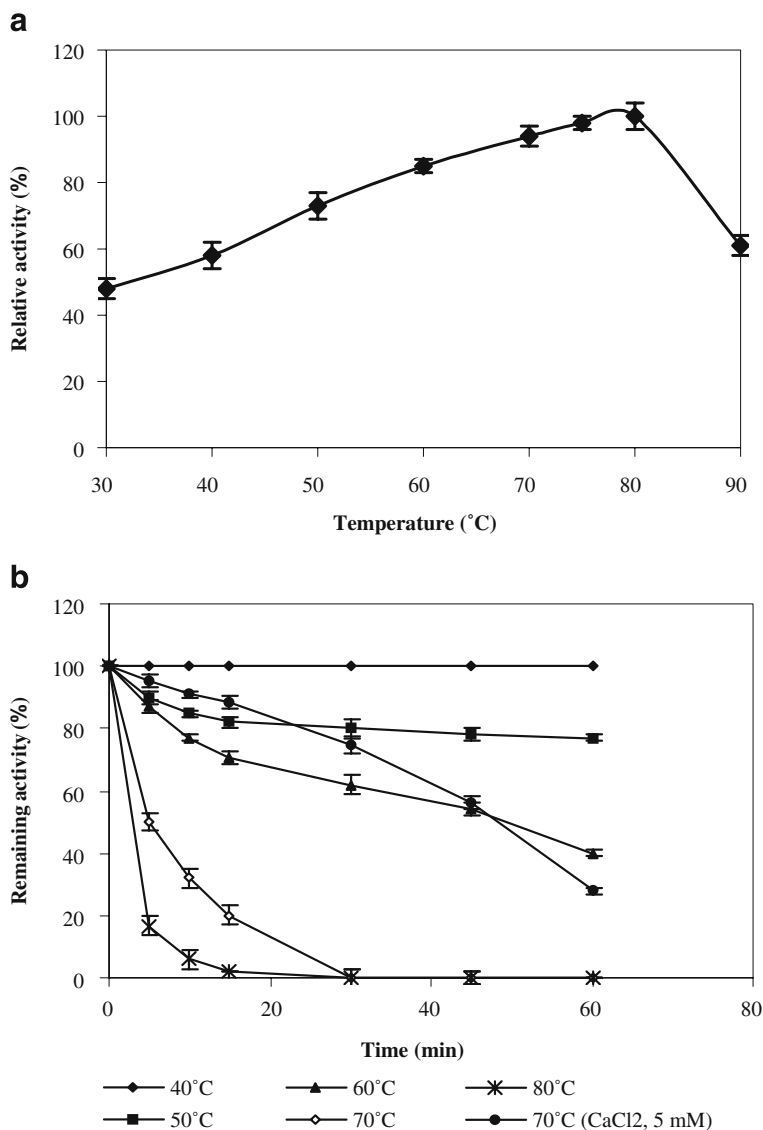 a
120
100
80
60
40
20
0
Relative activity (%)
30 40 50 60 70 80 90
Temperature (˚C)
b
120
100
80
60
40
20
0
Remaining activity (%)
0 20 40 60 80
Time (min)
40˚C 60˚C 80˚C
50˚C 70˚C 70˚C (CaCl2, 5 mM)